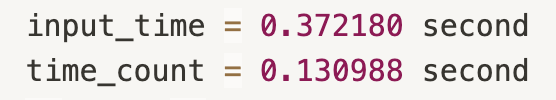 input_time = 0.372180 second
time_count = 0.130988 second